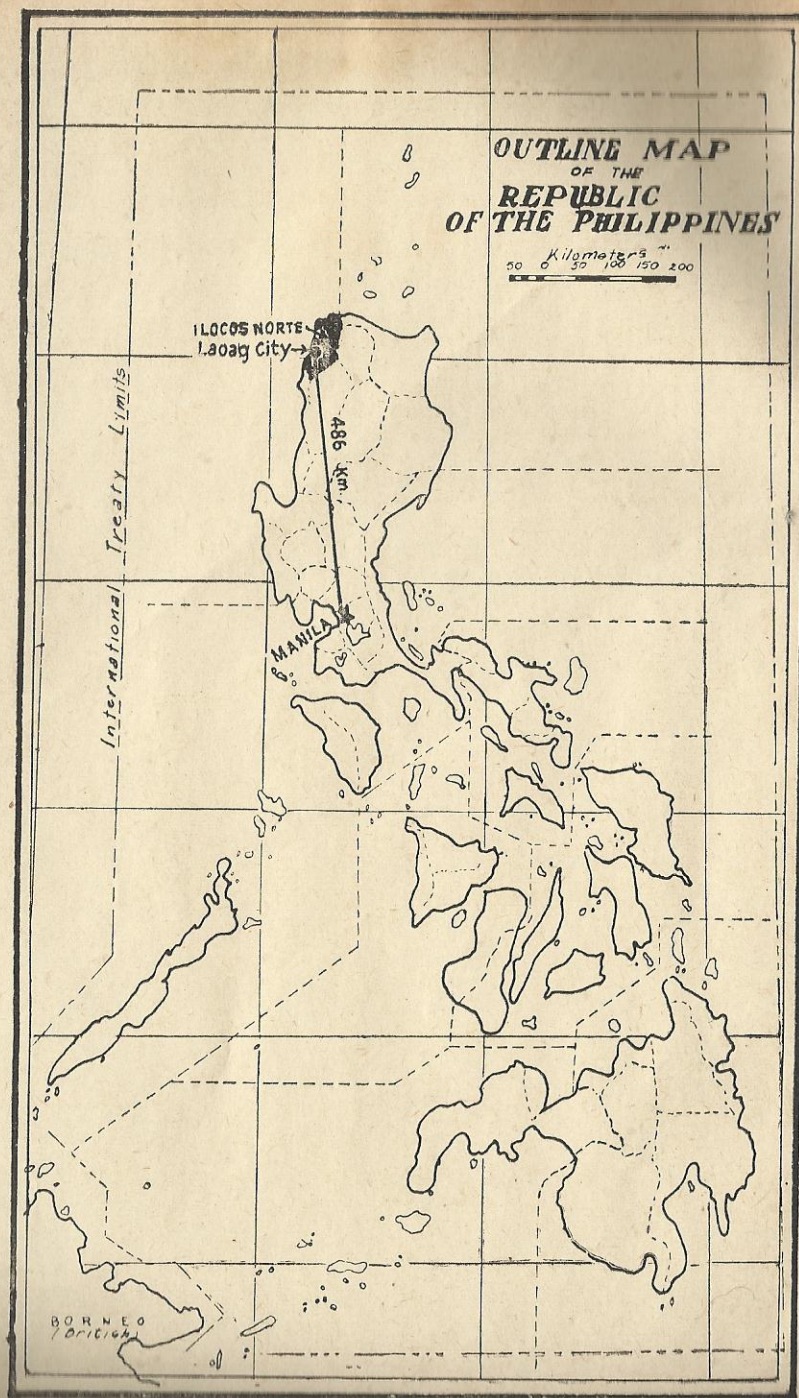 OUTLINE MAP
OF THE
REPUBLIC
OF THE PHILIPPINES
Kilometers
50 0 50 100 150 200
ILOCOS NORTE
Laoag City→
486 Km.
International Treaty Limits
MANILA
BORNEO
(British)